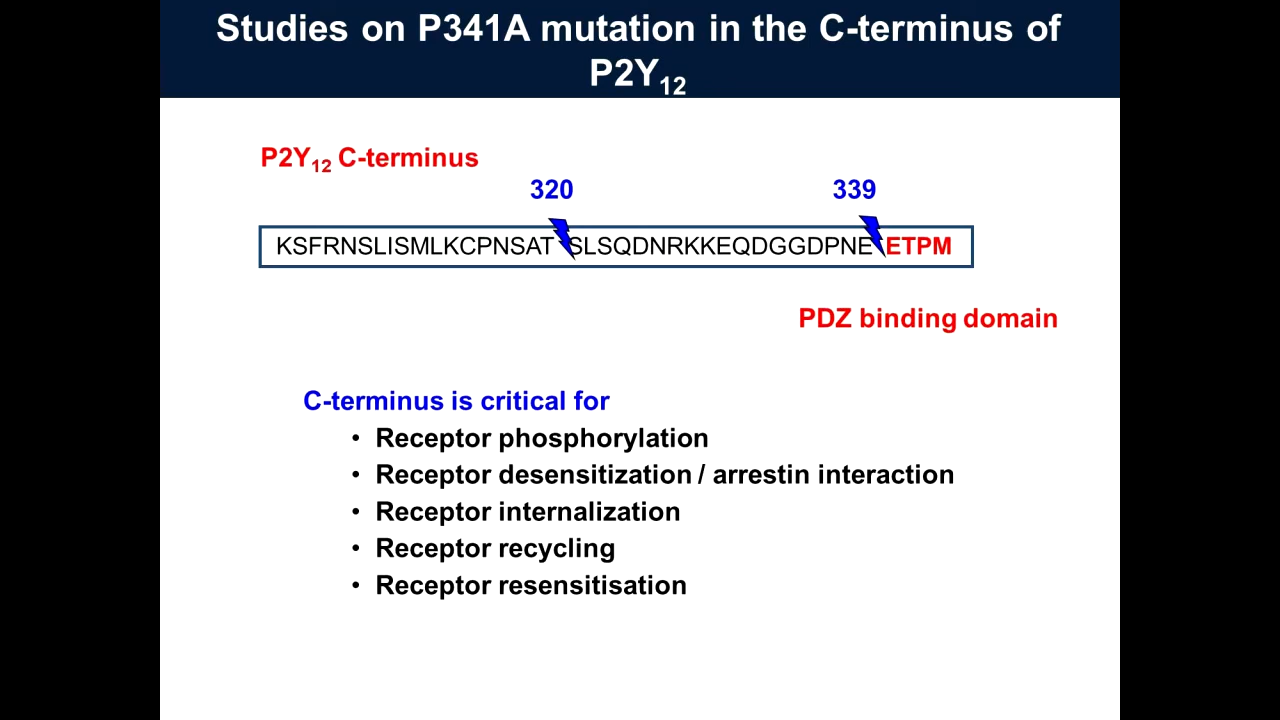 Studies on P341A mutation in the C-terminus of
P2Y12
P2Y12 C-terminus
320 339
KSFRNSLISMLKCPNSAT SLSQDNRKKEQDGGDPNE ETPM
PDZ binding domain
C-terminus is critical for
• Receptor phosphorylation
• Receptor desensitization / arrestin interaction
• Receptor internalization
• Receptor recycling
• Receptor resensitisation